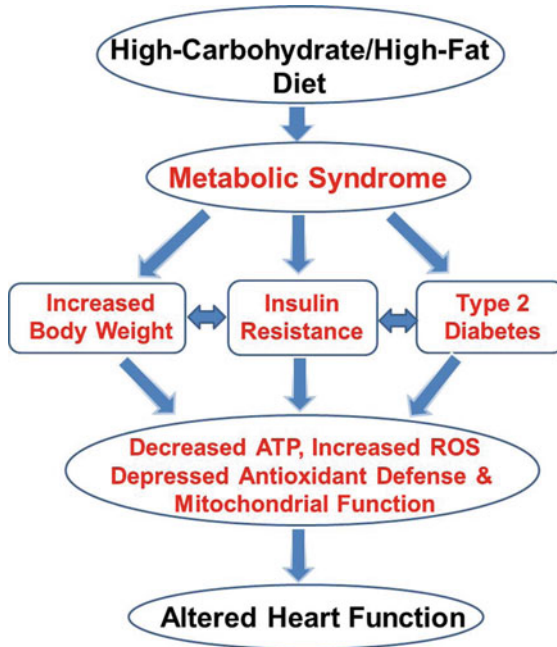 High-Carbohydrate/High-Fat
Diet
Metabolic Syndrome
Increased
Body Weight
Insulin
Resistance
Type 2
Diabetes
Decreased ATP, Increased ROS
Depressed Antioxidant Defense &
Mitochondrial Function
Altered Heart Function